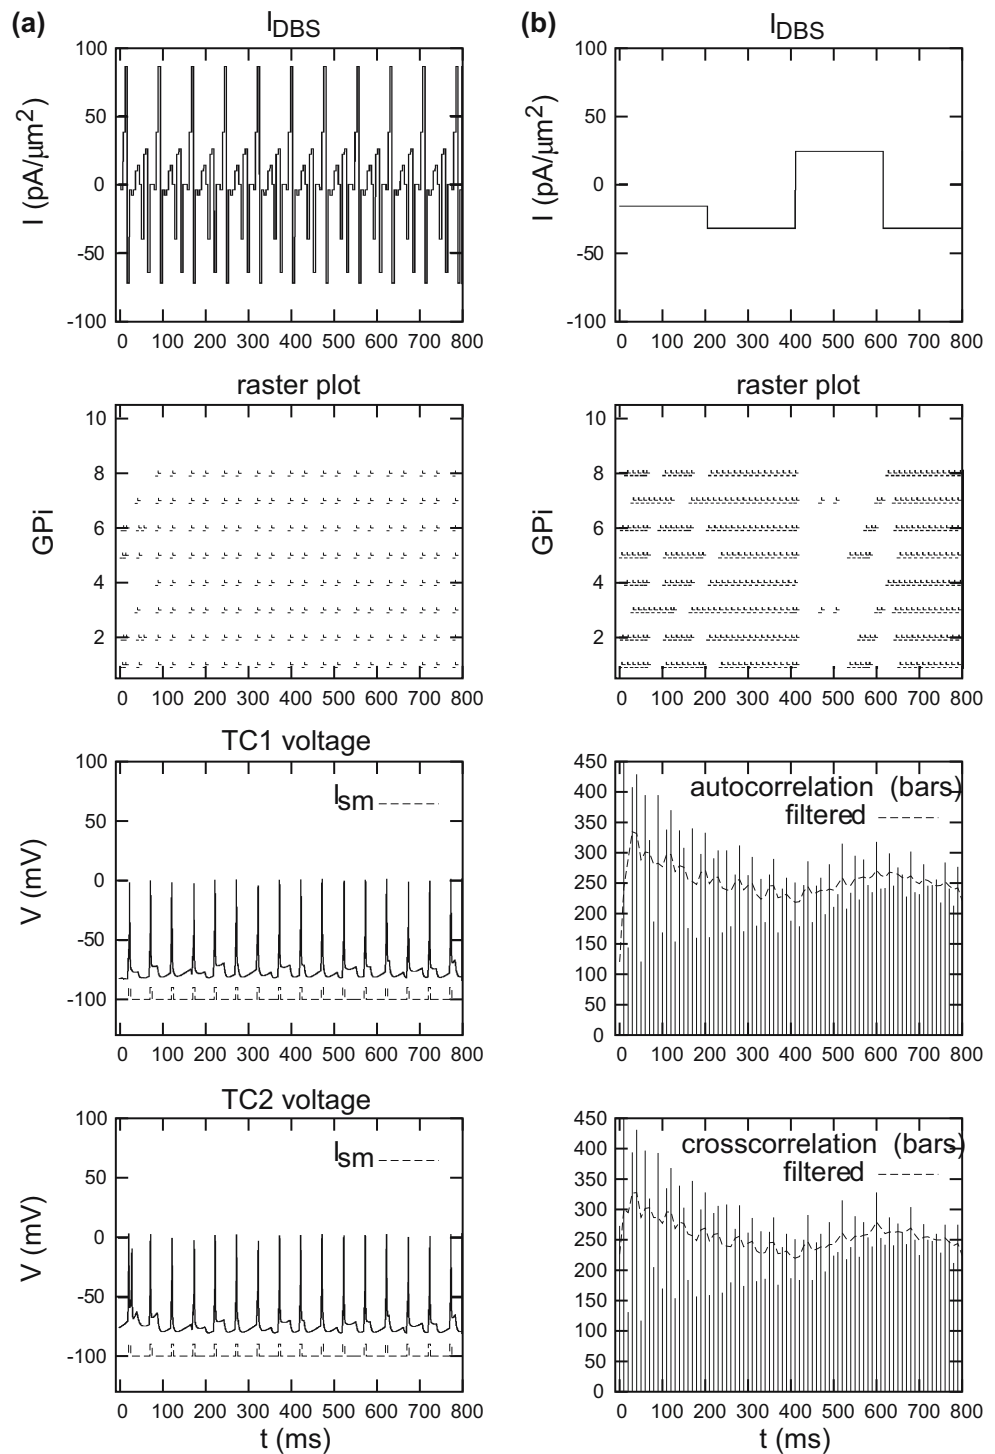 (a)
I_DBS
100
50
0
-50
-100
I (pA/μm²)
0 100 200 300 400 500 600 700 800
raster plot
10
8
6
4
2
GPi
0 100 200 300 400 500 600 700 800
TC1 voltage
I_sm
100
50
0
-50
-100
V (mV)
0 100 200 300 400 500 600 700 800
TC2 voltage
I_sm
100
50
0
-50
-100
V (mV)
0 100 200 300 400 500 600 700 800
t (ms)
(b)
I_DBS
100
50
0
-50
-100
I (pA/μm²)
0 100 200 300 400 500 600 700 800
raster plot
10
8
6
4
2
GPi
0 100 200 300 400 500 600 700 800
autocorrelation (bars)
filtered
450
400
350
300
250
200
150
100
50
0
0 100 200 300 400 500 600 700 800
crosscorrelation (bars)
filtered
450
400
350
300
250
200
150
100
50
0
0 100 200 300 400 500 600 700 800
t (ms)